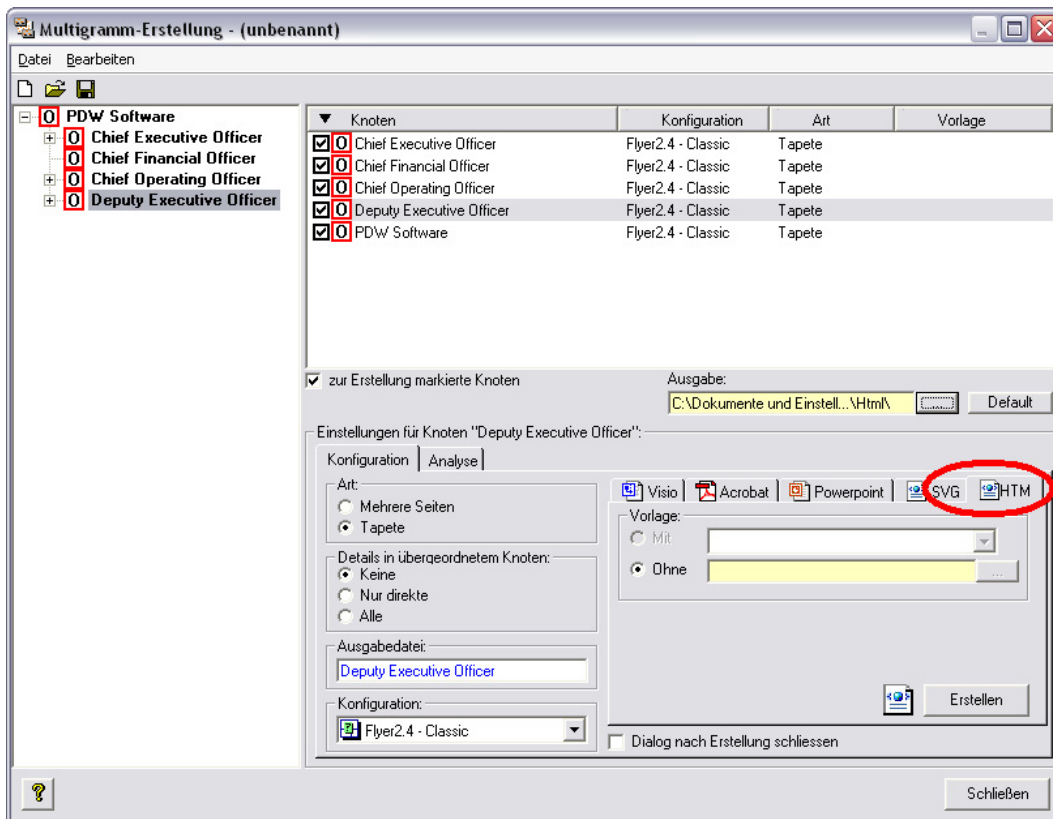 Multigramm-Erstellung - (unbenannt)
Datei Bearbeiten
O PDW Software
O Chief Executive Officer
O Chief Financial Officer
O Chief Operating Officer
O Deputy Executive Officer
Knoten Konfiguration Art Vorlage
O Chief Executive Officer Flyer2.4 - Classic Tapete
O Chief Financial Officer Flyer2.4 - Classic Tapete
O Chief Operating Officer Flyer2.4 - Classic Tapete
O Deputy Executive Officer Flyer2.4 - Classic Tapete
O PDW Software Flyer2.4 - Classic Tapete
zur Erstellung markierte Knoten
Ausgabe:
C:\Dokumente und Einstell...\Html\ ........ Default
Einstellungen für Knoten "Deputy Executive Officer":
Konfiguration Analyse
Art:
Mehrere Seiten
Tapete
Details in übergeordnetem Knoten:
Keine
Nur direkte
Alle
Ausgabedatei:
Deputy Executive Officer
Konfiguration:
Flyer2.4 - Classic
Visio Acrobat Powerpoint SVG HTM
Vorlage:
Mit
Ohne ...
Erstellen
Dialog nach Erstellung schliessen
? Schließen